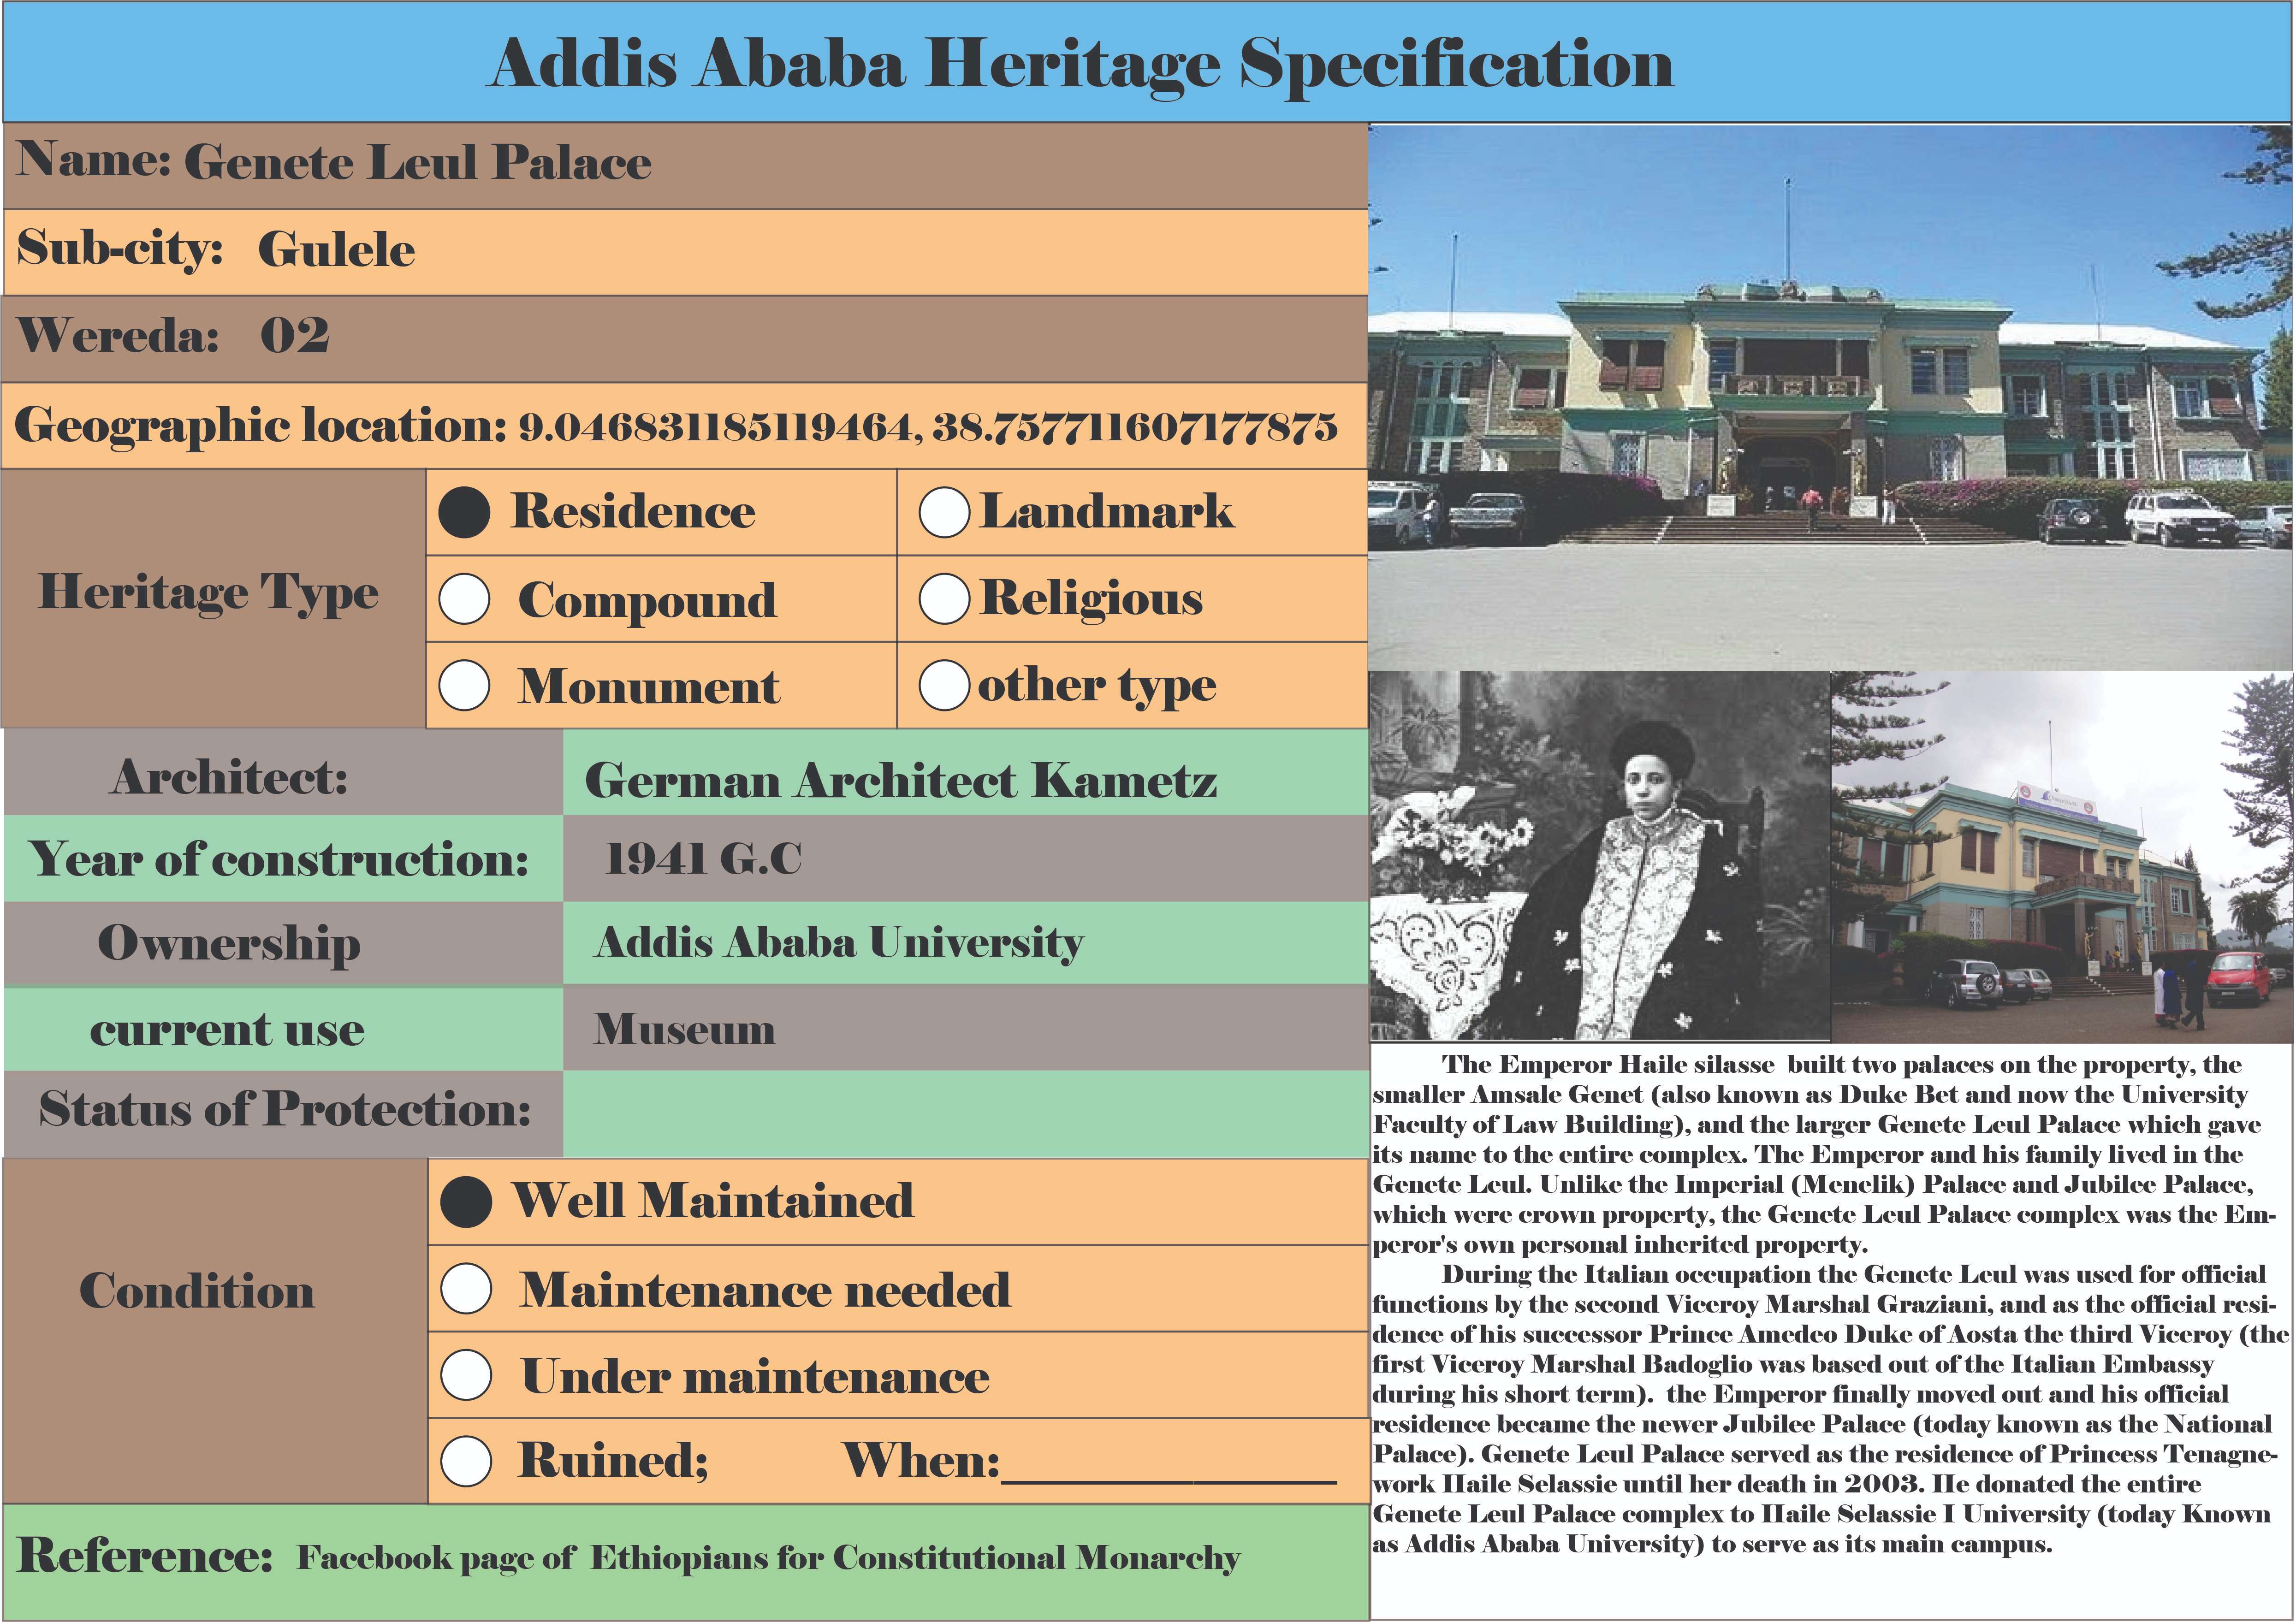 Addis Ababa Heritage Specification
Name: Genete Leul Palace
Sub-city: Gulele
Wereda: 02
Geographic location: 9.046831185119464, 38.757711607177875
Heritage Type
Residence
Landmark
Compound
Religious
Monument
other type
Architect: German Architect Kametz
Year of construction: 1941 G.C
Ownership Addis Ababa University
current use Museum
Status of Protection:
Condition
Well Maintained
Maintenance needed
Under maintenance
Ruined; When:______________
Reference: Facebook page of Ethiopians for Constitutional Monarchy
The Emperor Haile silasse built two palaces on the property, the
smaller Amsale Genet (also known as Duke Bet and now the University
Faculty of Law Building), and the larger Genete Leul Palace which gave
its name to the entire complex. The Emperor and his family lived in the
Genete Leul. Unlike the Imperial (Menelik) Palace and Jubilee Palace,
which were crown property, the Genete Leul Palace complex was the Em-
peror's own personal inherited property.
During the Italian occupation the Genete Leul was used for official
functions by the second Viceroy Marshal Graziani, and as the official resi-
dence of his successor Prince Amedeo Duke of Aosta the third Viceroy (the
first Viceroy Marshal Badoglio was based out of the Italian Embassy
during his short term). the Emperor finally moved out and his official
residence became the newer Jubilee Palace (today known as the National
Palace). Genete Leul Palace served as the residence of Princess Tenagne-
work Haile Selassie until her death in 2003. He donated the entire
Genete Leul Palace complex to Haile Selassie I University (today Known
as Addis Ababa University) to serve as its main campus.